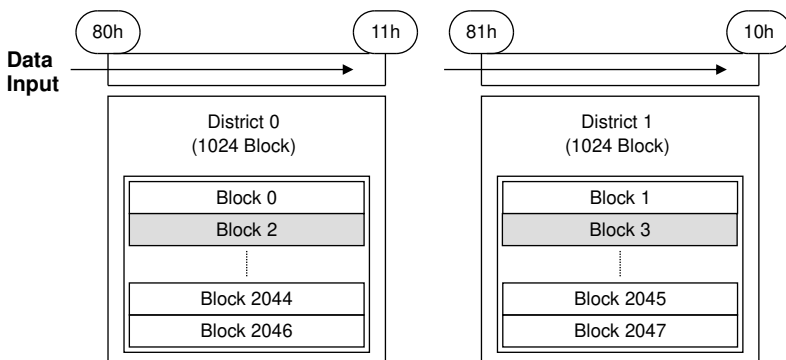 80h
11h
81h
10h
Data
Input
District 0
(1024 Block)
Block 0
Block 2
Block 2044
Block 2046
District 1
(1024 Block)
Block 1
Block 3
Block 2045
Block 2047